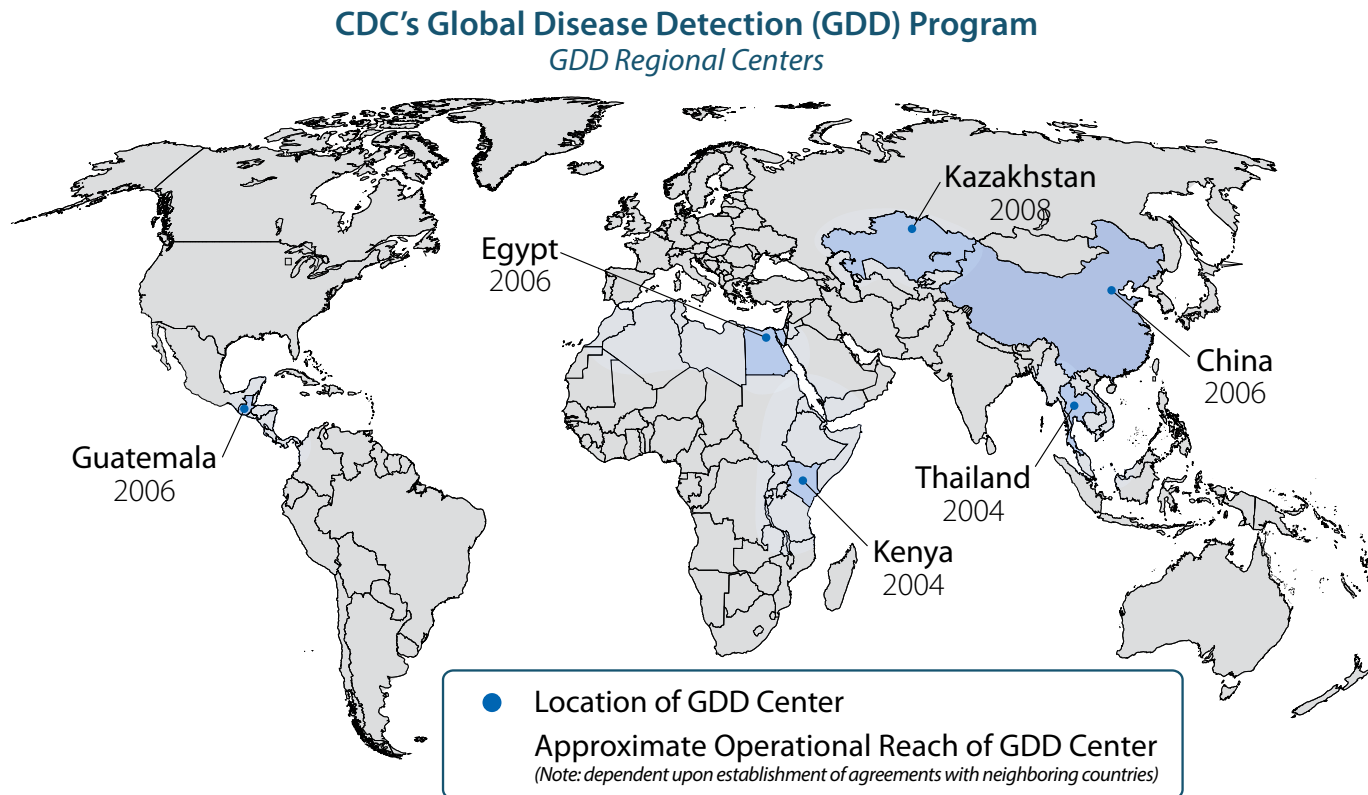 CDC’s Global Disease Detection (GDD) Program
GDD Regional Centers
Kazakhstan
2008
Egypt
2006
China
2006
Guatemala
2006
Thailand
2004
Kenya
2004
Location of GDD Center
Approximate Operational Reach of GDD Center
(Note: dependent upon establishment of agreements with neighboring countries)